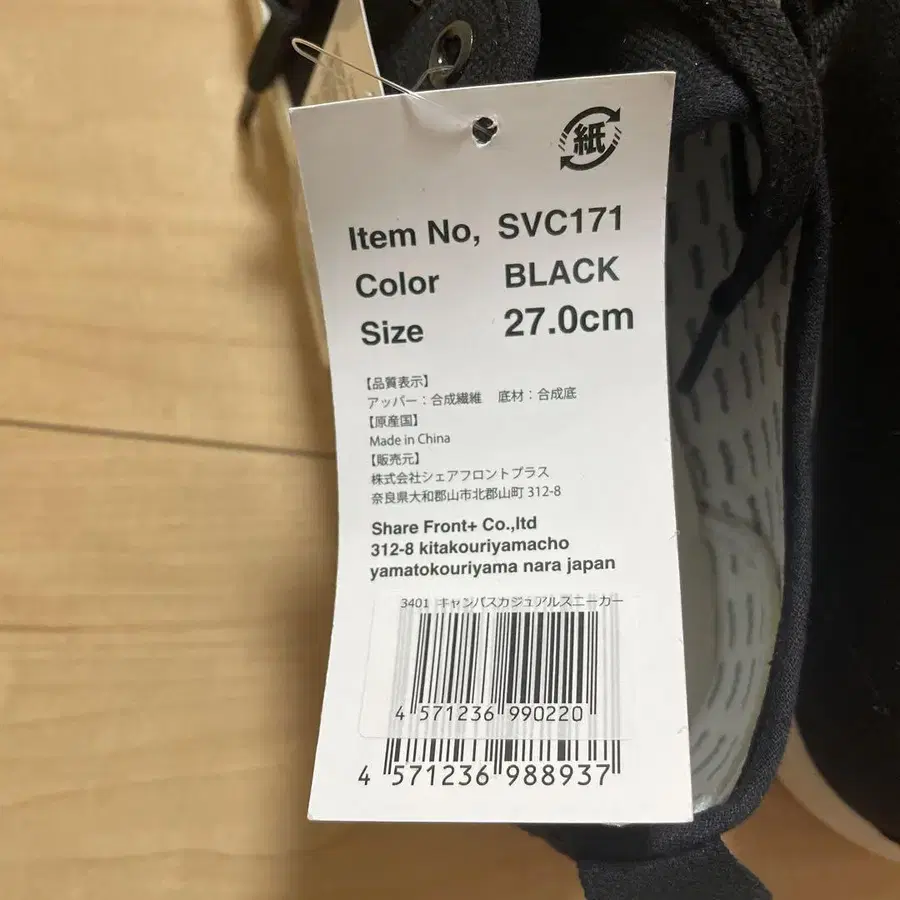 紙
Item No, SVC171
Color BLACK
Size 27.0cm
【品質表示】
アッパー：合成繊維 底材：合成底
【原産国】
Made in China
【販売元】
株式会社シェアフロントプラス
奈良県大和郡山市北郡山町 312-8
Share Front+ Co.,ltd
312-8 kitakouriyamacho
yamatokouriyama nara japan
3401 キャンバスカジュアルスニーカー
4 571236 990220
4 571236 988937